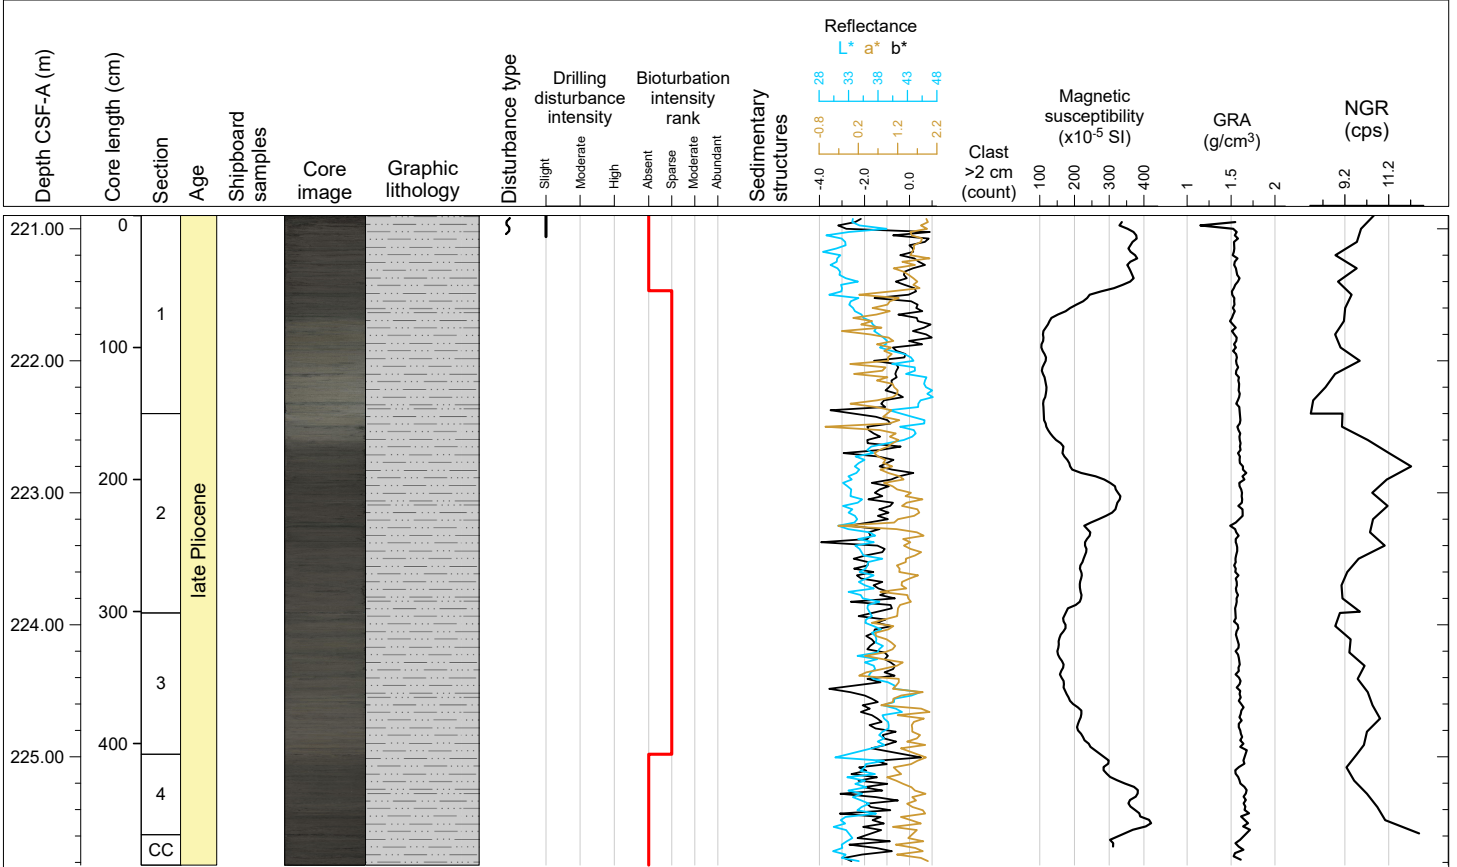 Depth CSF-A (m)
Core length (cm)
Section
Age
Shipboard
samples
Core
image
Graphic
lithology
Disturbance type
Drilling
disturbance
intensity
Slight
Moderate
High
Bioturbation
intensity
rank
Absent
Sparse
Moderate
Abundant
Sedimentary
structures
Reflectance
L* a* b*
28 33 38 43 48
-0.8 0.2 1.2 2.2
-4.0 -2.0 0.0
Clast
>2 cm
(count)
Magnetic
susceptibility
(x10-5 SI)
100 200 300 400
GRA
(g/cm3)
1 1.5 2
NGR
(cps)
9.2 11.2
221.00
222.00
223.00
224.00
225.00
0
100
200
300
400
1
2
3
4
CC
late Pliocene